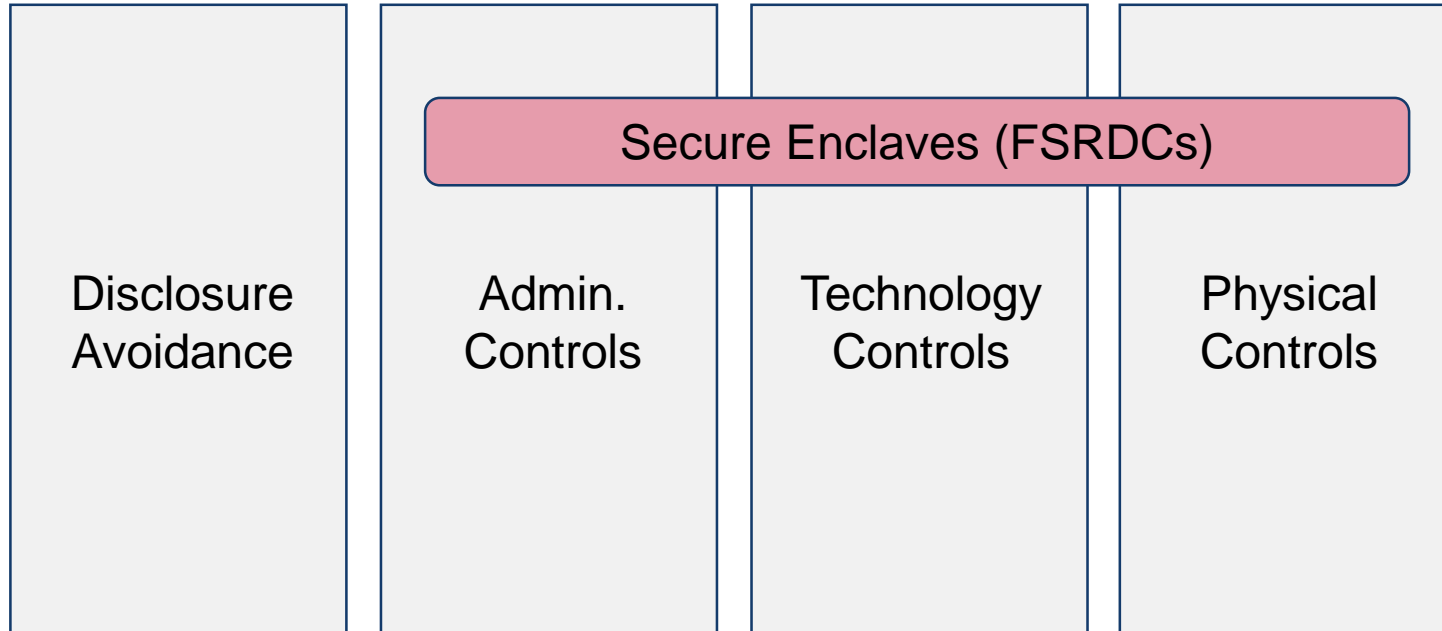 Secure Enclaves (FSRDCs)
Disclosure
Avoidance
Admin.
Controls
Technology
Controls
Physical
Controls